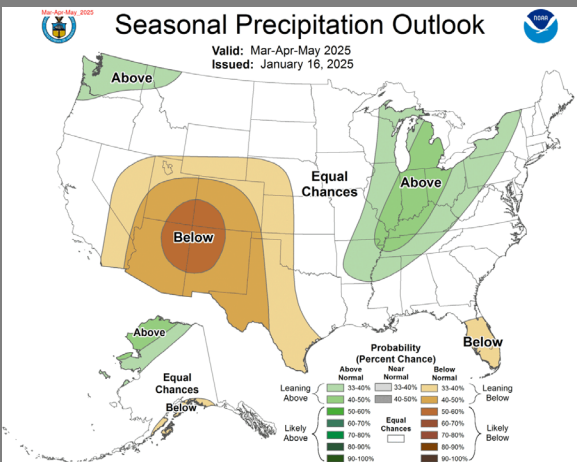 Mar-Apr-May_2025
Seasonal Precipitation Outlook
NOAA
Valid: Mar-Apr-May 2025
Issued: January 16, 2025
Above
Equal
Chances
Above
Below
Above
Below
Equal
Chances
Below
Probability
(Percent Chance)
Above Normal
Near Normal
Below Normal
Leaning Above
33-40%
33-40%
33-40%
Leaning Below
40-50%
40-50%
40-50%
Likely Above
50-60%
50-60%
Likely Below
60-70%
60-70%
70-80%
Equal Chances
70-80%
80-90%
80-90%
90-100%
90-100%